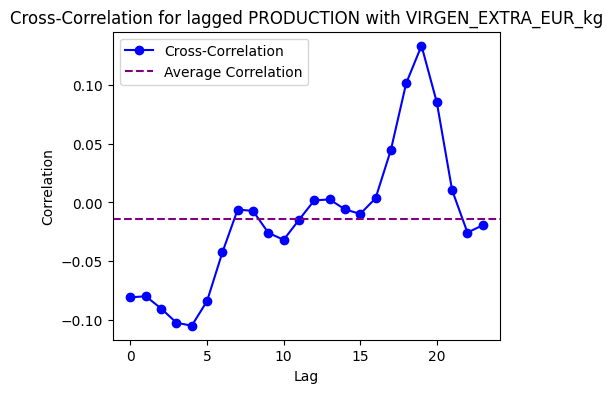 Cross-Correlation for lagged PRODUCTION with VIRGEN_EXTRA_EUR_kg
Cross-Correlation
Average Correlation
Correlation
0.10
0.05
0.00
−0.05
−0.10
0 5 10 15 20
Lag